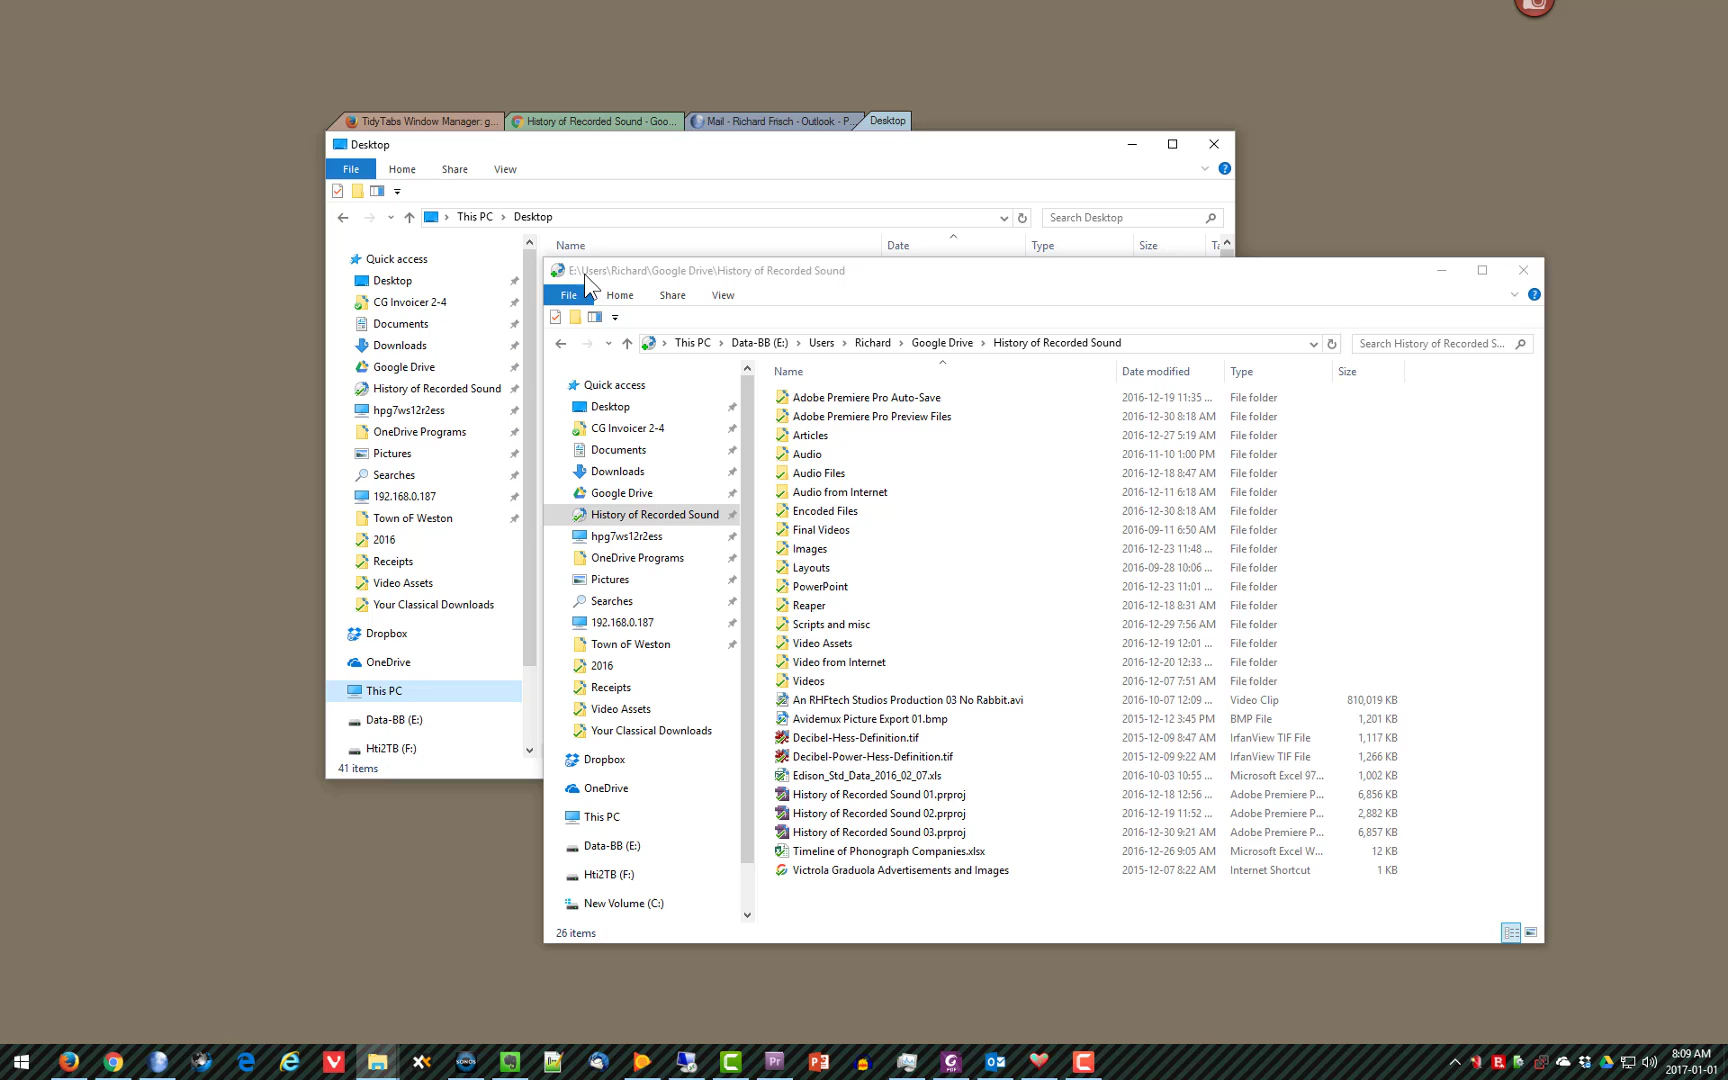 TidyTabs Window Manager: g...
History of Recorded Sound - Goo...
Mail - Richard Frisch - Outlook - P...
Desktop
Desktop
File Home Share View
This PC > Desktop
Search Desktop
Name Date Type Size Ta
Quick access
Desktop
CG Invoicer 2-4
Documents
Downloads
Google Drive
History of Recorded Sound
hpg7ws12r2ess
OneDrive Programs
Pictures
Searches
192.168.0.187
Town oF Weston
2016
Receipts
Video Assets
Your Classical Downloads
Dropbox
OneDrive
This PC
Data-BB (E:)
Hti2TB (F:)
41 items
E:\Users\Richard\Google Drive\History of Recorded Sound
File Home Share View
This PC > Data-BB (E:) > Users > Richard > Google Drive > History of Recorded Sound
Search History of Recorded S...
Quick access
Desktop
CG Invoicer 2-4
Documents
Downloads
Google Drive
History of Recorded Sound
hpg7ws12r2ess
OneDrive Programs
Pictures
Searches
192.168.0.187
Town oF Weston
2016
Receipts
Video Assets
Your Classical Downloads
Dropbox
OneDrive
This PC
Data-BB (E:)
Hti2TB (F:)
New Volume (C:)
Name Date modified Type Size
Adobe Premiere Pro Auto-Save 2016-12-19 11:35 ... File folder
Adobe Premiere Pro Preview Files 2016-12-30 8:18 AM File folder
Articles 2016-12-27 5:19 AM File folder
Audio 2016-11-10 1:00 PM File folder
Audio Files 2016-12-18 8:47 AM File folder
Audio from Internet 2016-12-11 6:18 AM File folder
Encoded Files 2016-12-30 8:18 AM File folder
Final Videos 2016-09-11 6:50 AM File folder
Images 2016-12-23 11:48 ... File folder
Layouts 2016-09-28 10:06 ... File folder
PowerPoint 2016-12-23 11:01 ... File folder
Reaper 2016-12-18 8:31 AM File folder
Scripts and misc 2016-12-29 7:56 AM File folder
Video Assets 2016-12-19 12:01 ... File folder
Video from Internet 2016-12-20 12:33 ... File folder
Videos 2016-12-07 7:51 AM File folder
An RHFtech Studios Production 03 No Rabbit.avi 2016-10-07 12:09 ... Video Clip 810,019 KB
Avidemux Picture Export 01.bmp 2015-12-12 3:45 PM BMP File 1,201 KB
Decibel-Hess-Definition.tif 2015-12-09 8:47 AM IrfanView TIF File 1,117 KB
Decibel-Power-Hess-Definition.tif 2015-12-09 9:22 AM IrfanView TIF File 1,266 KB
Edison_Std_Data_2016_02_07.xls 2016-10-03 10:55 ... Microsoft Excel 97... 1,002 KB
History of Recorded Sound 01.prproj 2016-12-18 12:56 ... Adobe Premiere P... 6,856 KB
History of Recorded Sound 02.prproj 2016-12-19 11:52 ... Adobe Premiere P... 2,882 KB
History of Recorded Sound 03.prproj 2016-12-30 9:21 AM Adobe Premiere P... 6,857 KB
Timeline of Phonograph Companies.xlsx 2016-12-26 9:05 AM Microsoft Excel W... 12 KB
Victrola Graduola Advertisements and Images 2015-12-07 8:22 AM Internet Shortcut 1 KB
26 items
SONOS
Pr
8:09 AM
2017-01-01